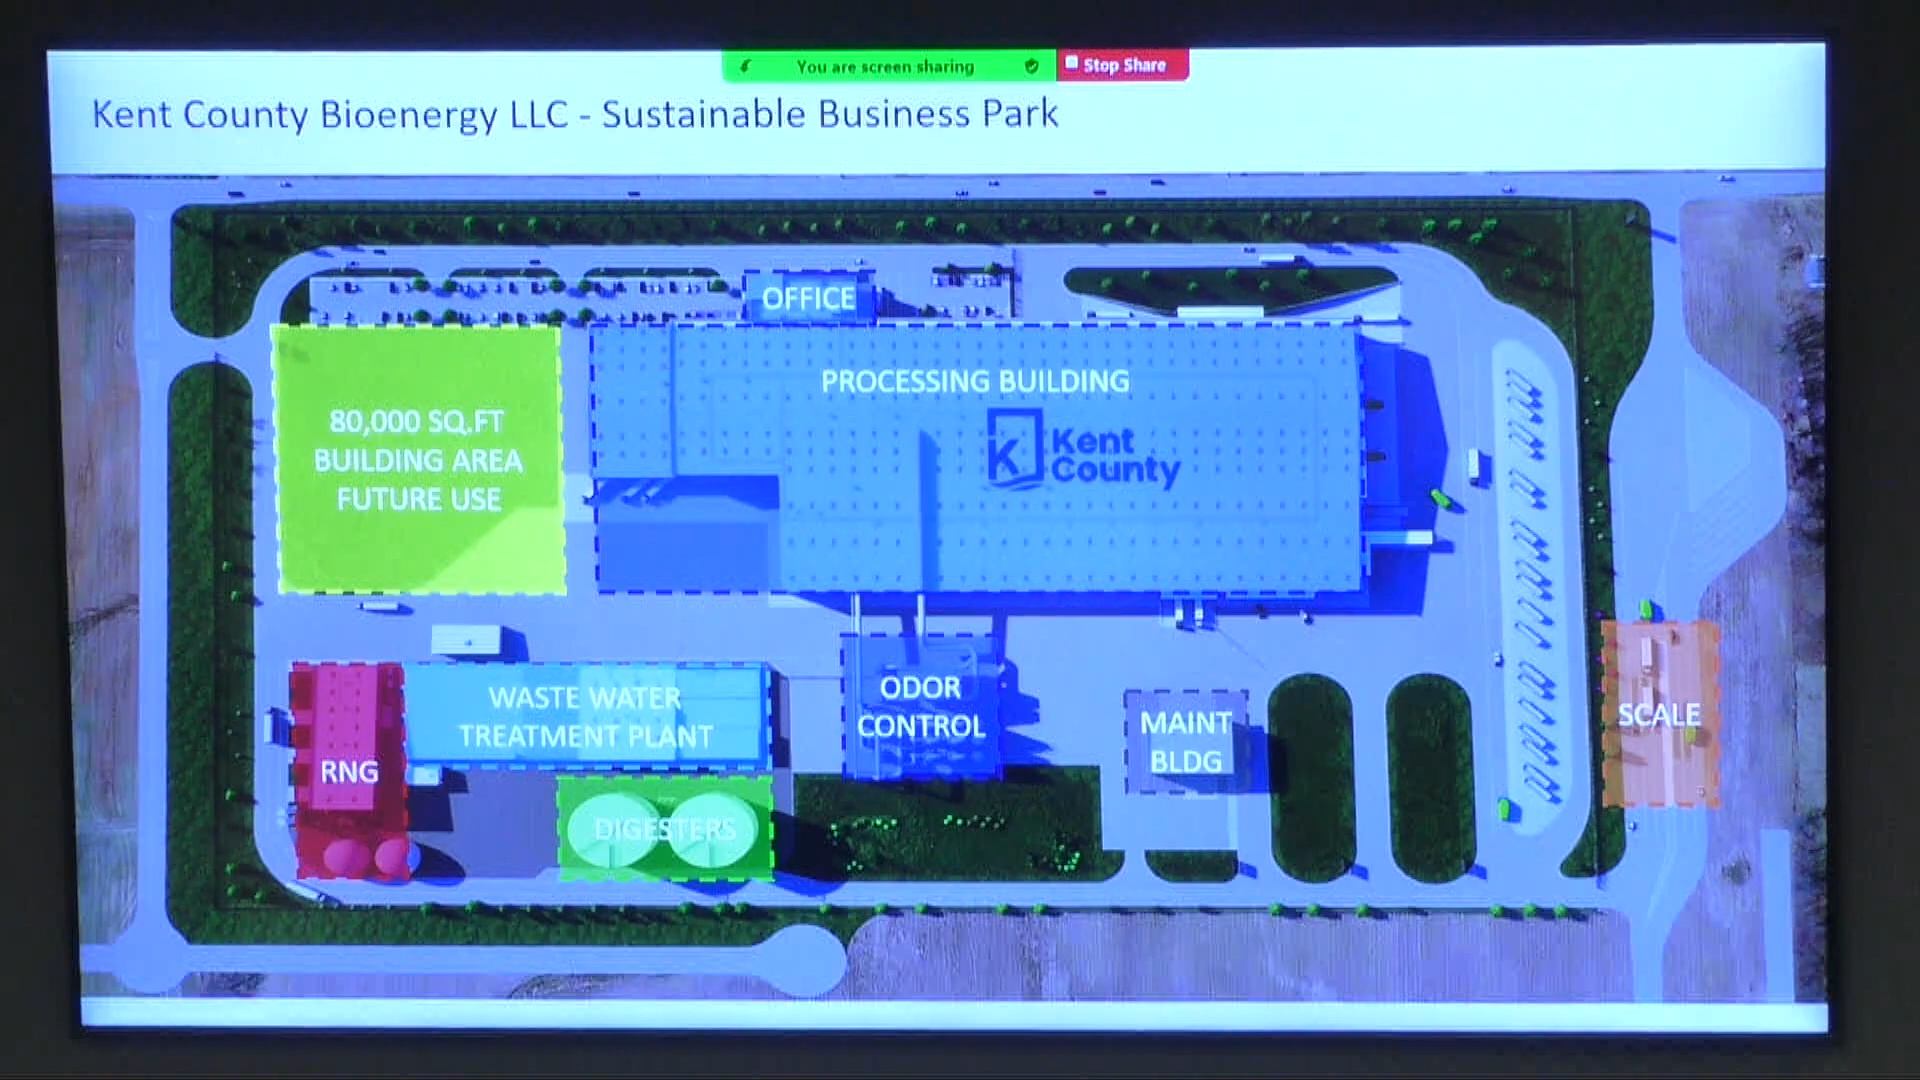 You are screen sharing
Stop Share
Kent County Bioenergy LLC - Sustainable Business Park
OFFICE
PROCESSING BUILDING
K Kent
County
80,000 SQ.FT
BUILDING AREA
FUTURE USE
WASTE WATER
TREATMENT PLANT
RNG
DIGESTERS
ODOR
CONTROL
MAINT
BLDG
SCALE